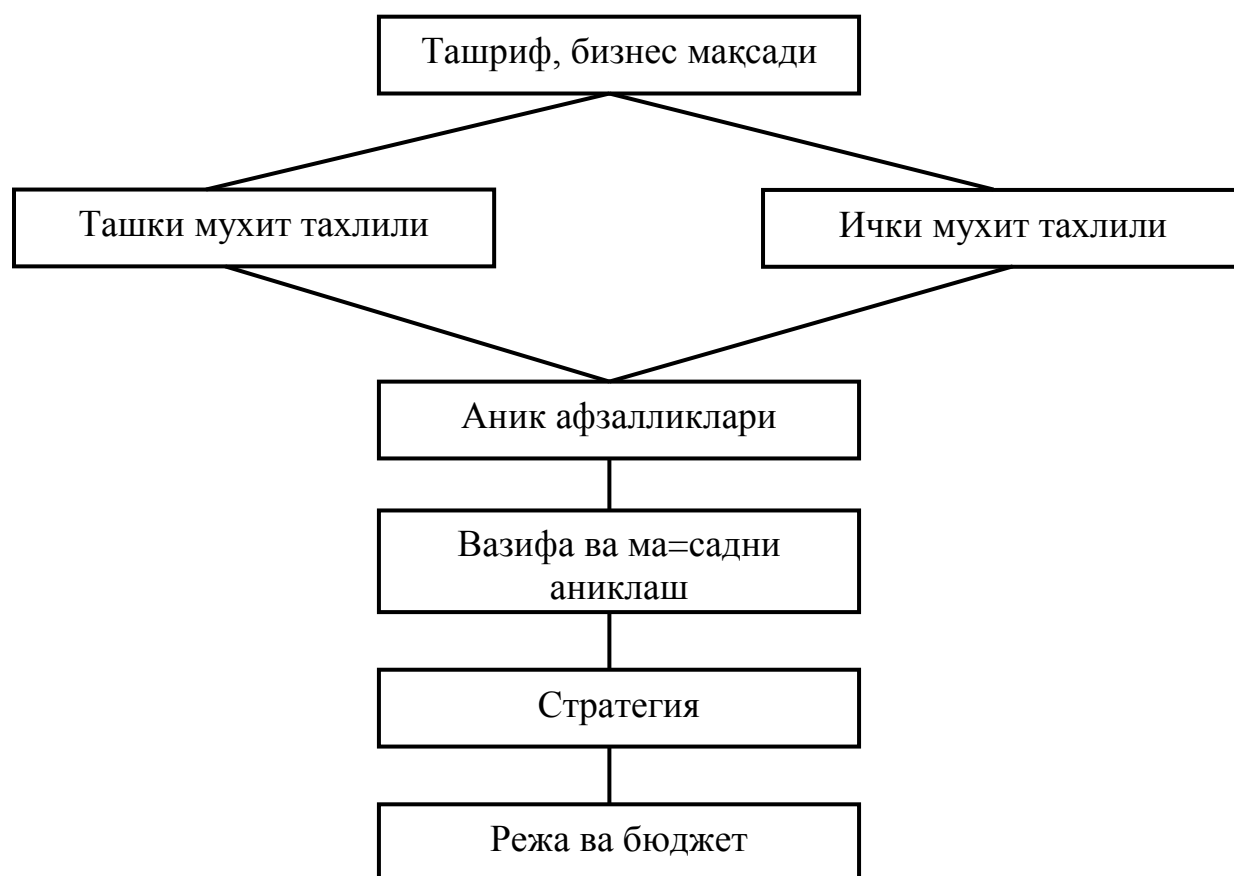 Ташриф, бизнес мақсади
Ташки мухит тахлили
Ички мухит тахлили
Аник афзалликлари
Вазифа ва ма=садни
аниклаш
Стратегия
Режа ва бюджет